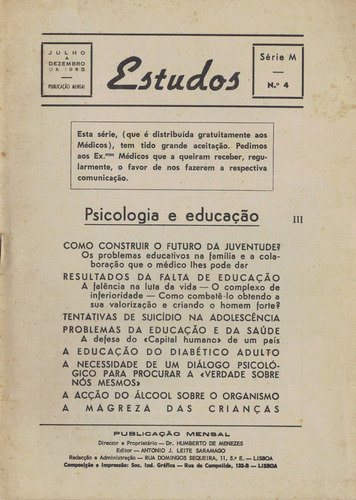 JULHO
A
DEZEMBRO
DE 1965
PUBLICAÇÃO MENSAL
Estudos
Série M
N.º 4
Esta série, (que é distribuída gratuitamente aos
Médicos), tem tido grande aceitação. Pedimos
aos Ex.mos Médicos que a queiram receber, regu-
larmente, o favor de nos fazerem a respectiva
comunicação.
Psicologia e educação
III
COMO CONSTRUIR O FUTURO DA JUVENTUDE?
Os problemas educativos na família e a cola-
boração que o médico lhes pode dar
RESULTADOS DA FALTA DE EDUCAÇÃO
A falência na luta da vida — O complexo de
inferioridade — Como combatê-lo obtendo a
sua valorização e criando o homem forte?
TENTATIVAS DE SUICÍDIO NA ADOLESCÊNCIA
PROBLEMAS DA EDUCAÇÃO E DA SAÚDE
A defesa do «Capital humano» de um país
A EDUCAÇÃO DO DIABÉTICO ADULTO
A NECESSIDADE DE UM DIÁLOGO PSICOLÓ-
GICO PARA PROCURAR A «VERDADE SOBRE
NÓS MESMOS»
A ACÇÃO DO ÁLCOOL SOBRE O ORGANISMO
A MAGREZA DAS CRIANÇAS
PUBLICAÇÃO MENSAL
Director e Proprietário — Dr. HUMBERTO DE MENEZES
Editor — ANTONIO J. LEITE SARAMAGO
Redacção e Administração — RUA DOMINGOS SEQUEIRA, 11, 5.º E. — LISBOA
Composição e Impressão: Soc. Ind. Gráfica — Rua de Campolide, 133-B — LISBOA